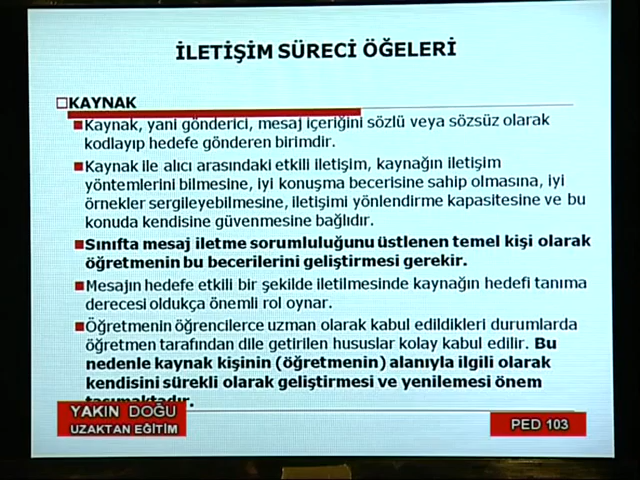 İLETİŞİM SÜRECİ ÖĞELERİ
KAYNAK
Kaynak, yani gönderici, mesaj içeriğini sözlü veya sözsüz olarak
kodlayıp hedefe gönderen birimdir.
Kaynak ile alıcı arasındaki etkili iletişim, kaynağın iletişim
yöntemlerini bilmesine, iyi konuşma becerisine sahip olmasına, iyi
örnekler sergileyebilmesine, iletişimi yönlendirme kapasitesine ve bu
konuda kendisine güvenmesine bağlıdır.
Sınıfta mesaj iletme sorumluluğunu üstlenen temel kişi olarak
öğretmenin bu becerilerini geliştirmesi gerekir.
Mesajın hedefe etkili bir şekilde iletilmesinde kaynağın hedefi tanıma
derecesi oldukça önemli rol oynar.
Öğretmenin öğrencilerce uzman olarak kabul edildikleri durumlarda
öğretmen tarafından dile getirilen hususlar kolay kabul edilir. Bu
nedenle kaynak kişinin (öğretmenin) alanıyla ilgili olarak
kendisini sürekli olarak geliştirmesi ve yenilemesi önem
YAKIN DOĞU
UZAKTAN EĞİTİM
PED 103